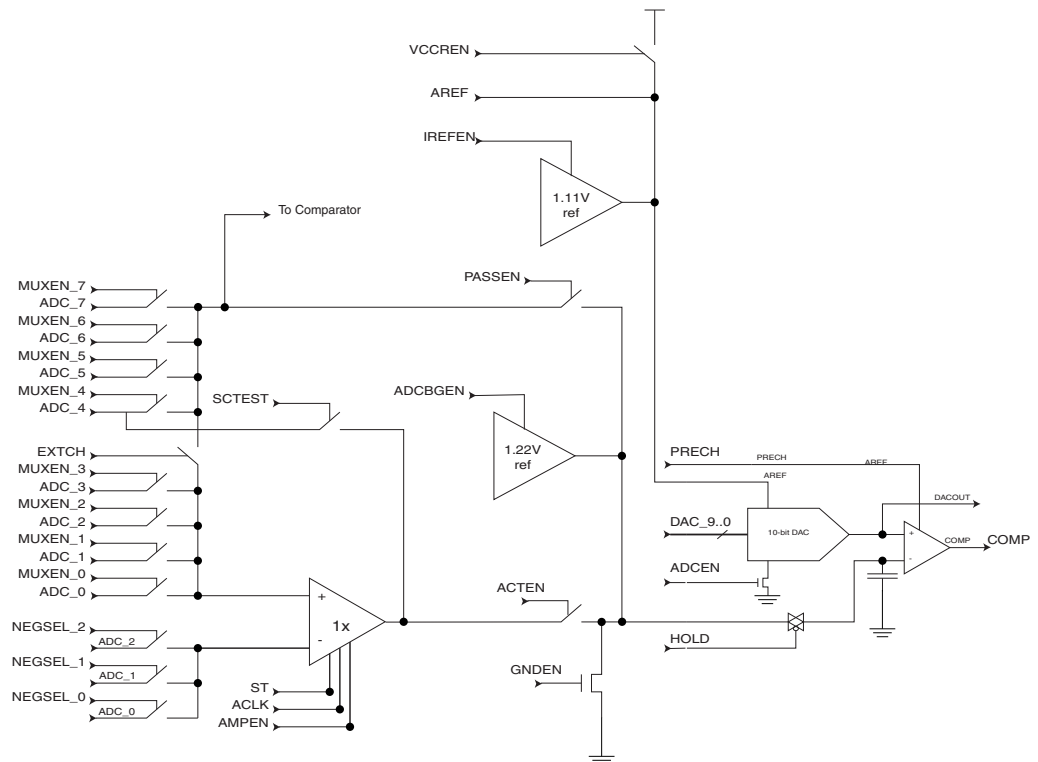 VCCREN
AREF
IREFEN
1.11V
ref
To Comparator
PASSEN
MUXEN_7
ADC_7
MUXEN_6
ADC_6
MUXEN_5
ADC_5
MUXEN_4
ADC_4
SCTEST
ADCBGEN
1.22V
ref
EXTCH
MUXEN_3
ADC_3
MUXEN_2
ADC_2
MUXEN_1
ADC_1
MUXEN_0
ADC_0
PRECH
PRECH
AREF
AREF
DACOUT
DAC_9..0
10-bit DAC
+
-
COMP
COMP
ADCEN
ACTEN
+
1x
-
NEGSEL_2
ADC_2
NEGSEL_1
ADC_1
NEGSEL_0
ADC_0
HOLD
GNDEN
ST
ACLK
AMPEN